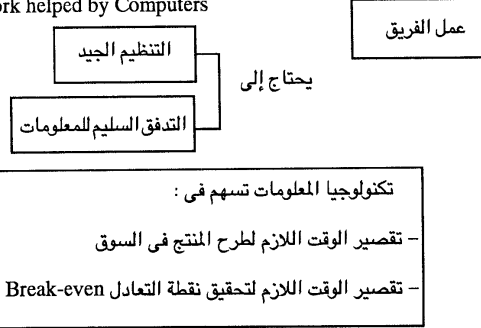 work helped by Computers
عمل الفريق
التنظيم الجيد
يحتاج إلى
التدفق السليم للمعلومات
تكنولوجيا المعلومات تسهم فى :
– تقصير الوقت اللازم لطرح المنتج فى السوق
– تقصير الوقت اللازم لتحقيق نقطة التعادل Break-even